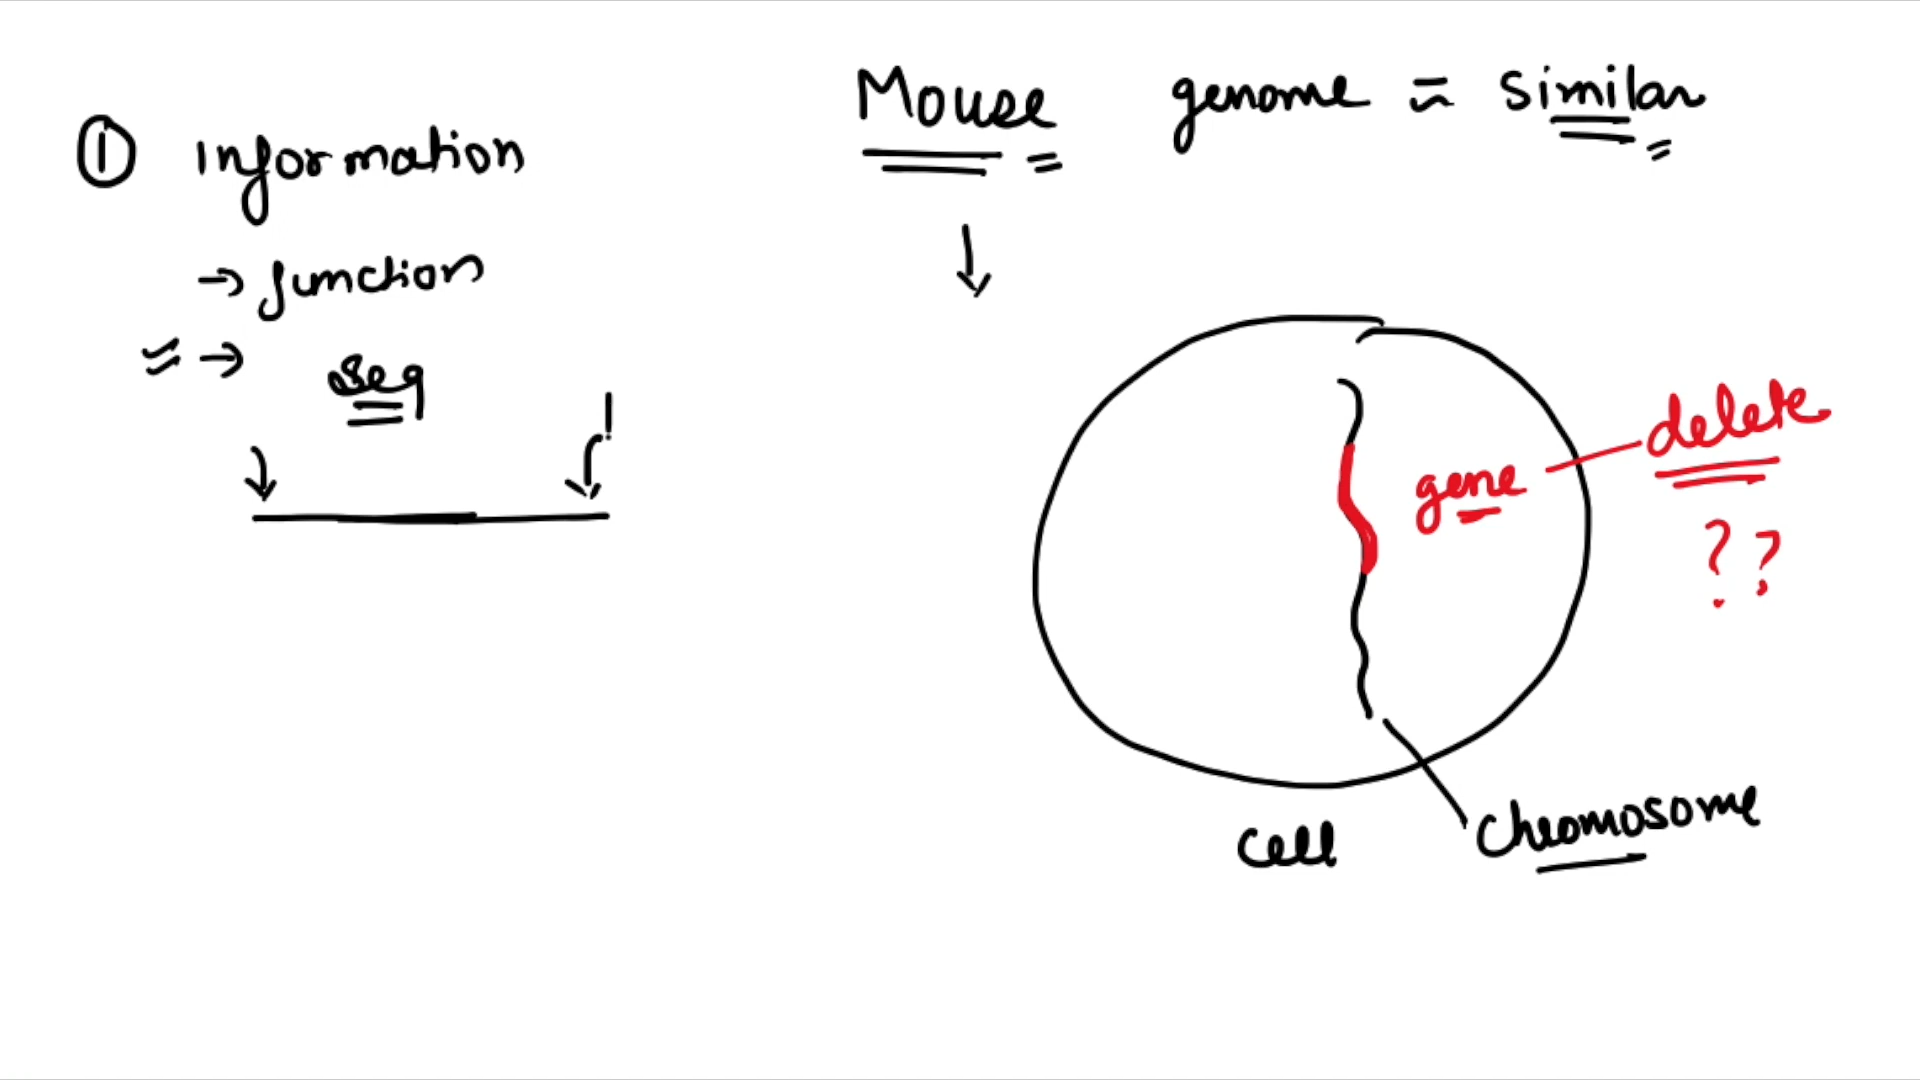 ① Information
→ function
→ Seq
Mouse genome ≈ similar
gene
delete
??
cell
Chromosome